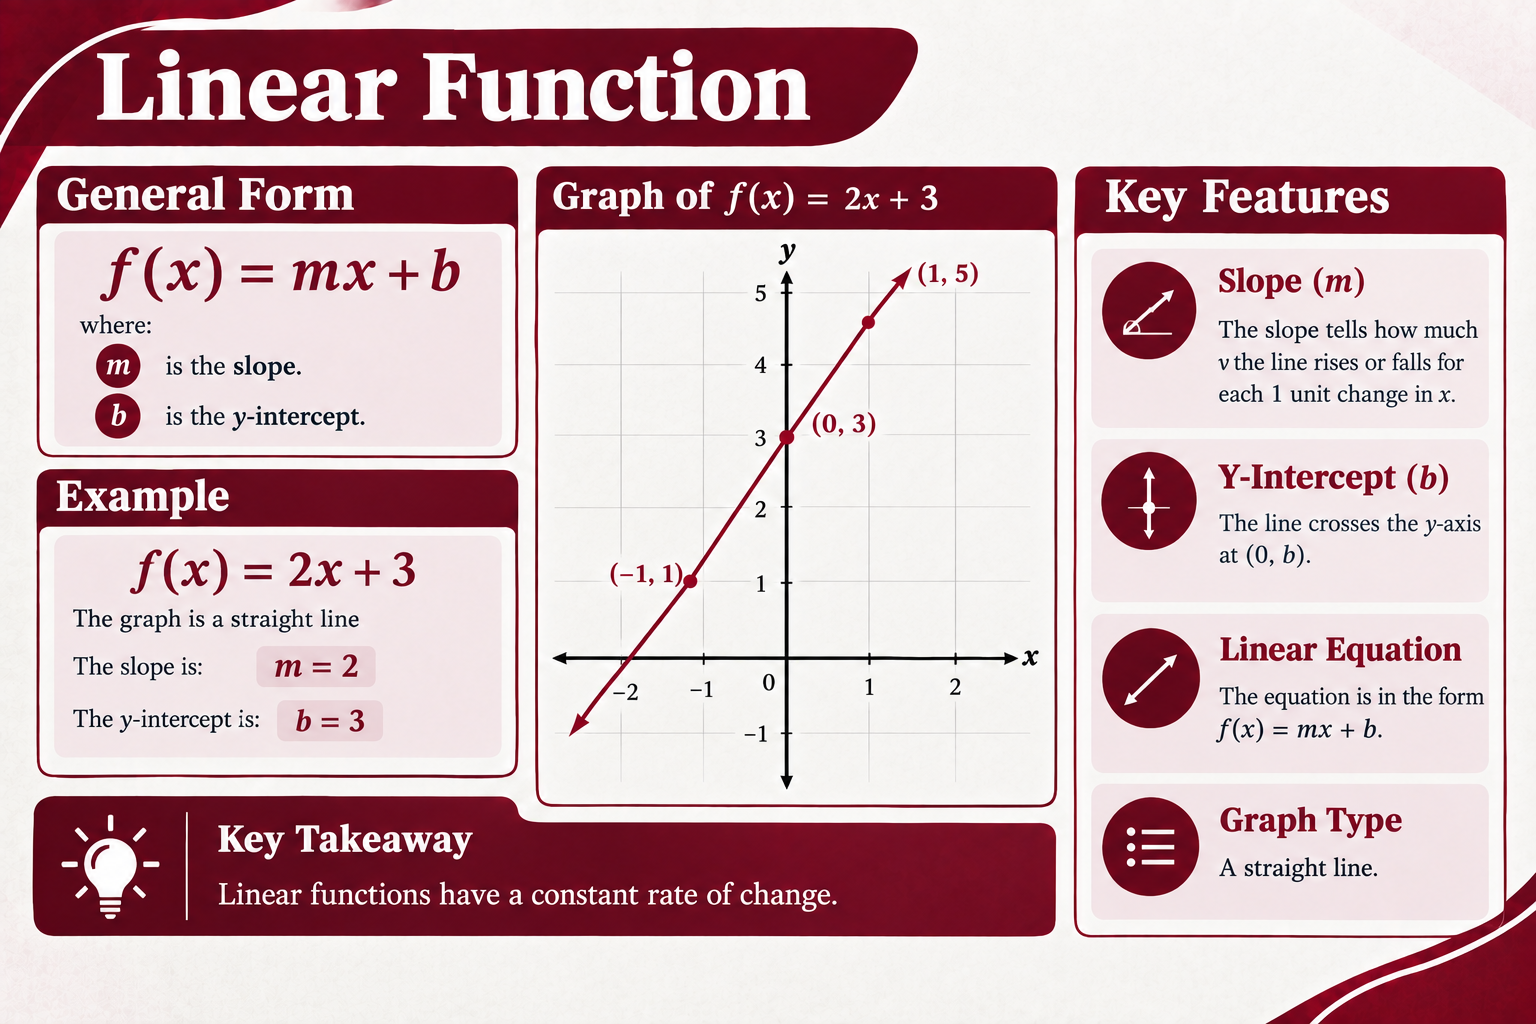 Linear Function
General Form
f(x) = mx + b
where:
m is the slope.
b is the y-intercept.
Example
f(x) = 2x + 3
The graph is a straight line
The slope is: m = 2
The y-intercept is: b = 3
Graph of f(x) = 2x + 3
y
(1, 5)
5
4
(0, 3)
3
2
(−1, 1)
1
x
−2
−1
0
1
2
−1
Key Features
Slope (m)
The slope tells how much
v the line rises or falls for
each 1 unit change in x.
Y-Intercept (b)
The line crosses the y-axis
at (0, b).
Linear Equation
The equation is in the form
f(x) = mx + b.
Graph Type
A straight line.
Key Takeaway
Linear functions have a constant rate of change.